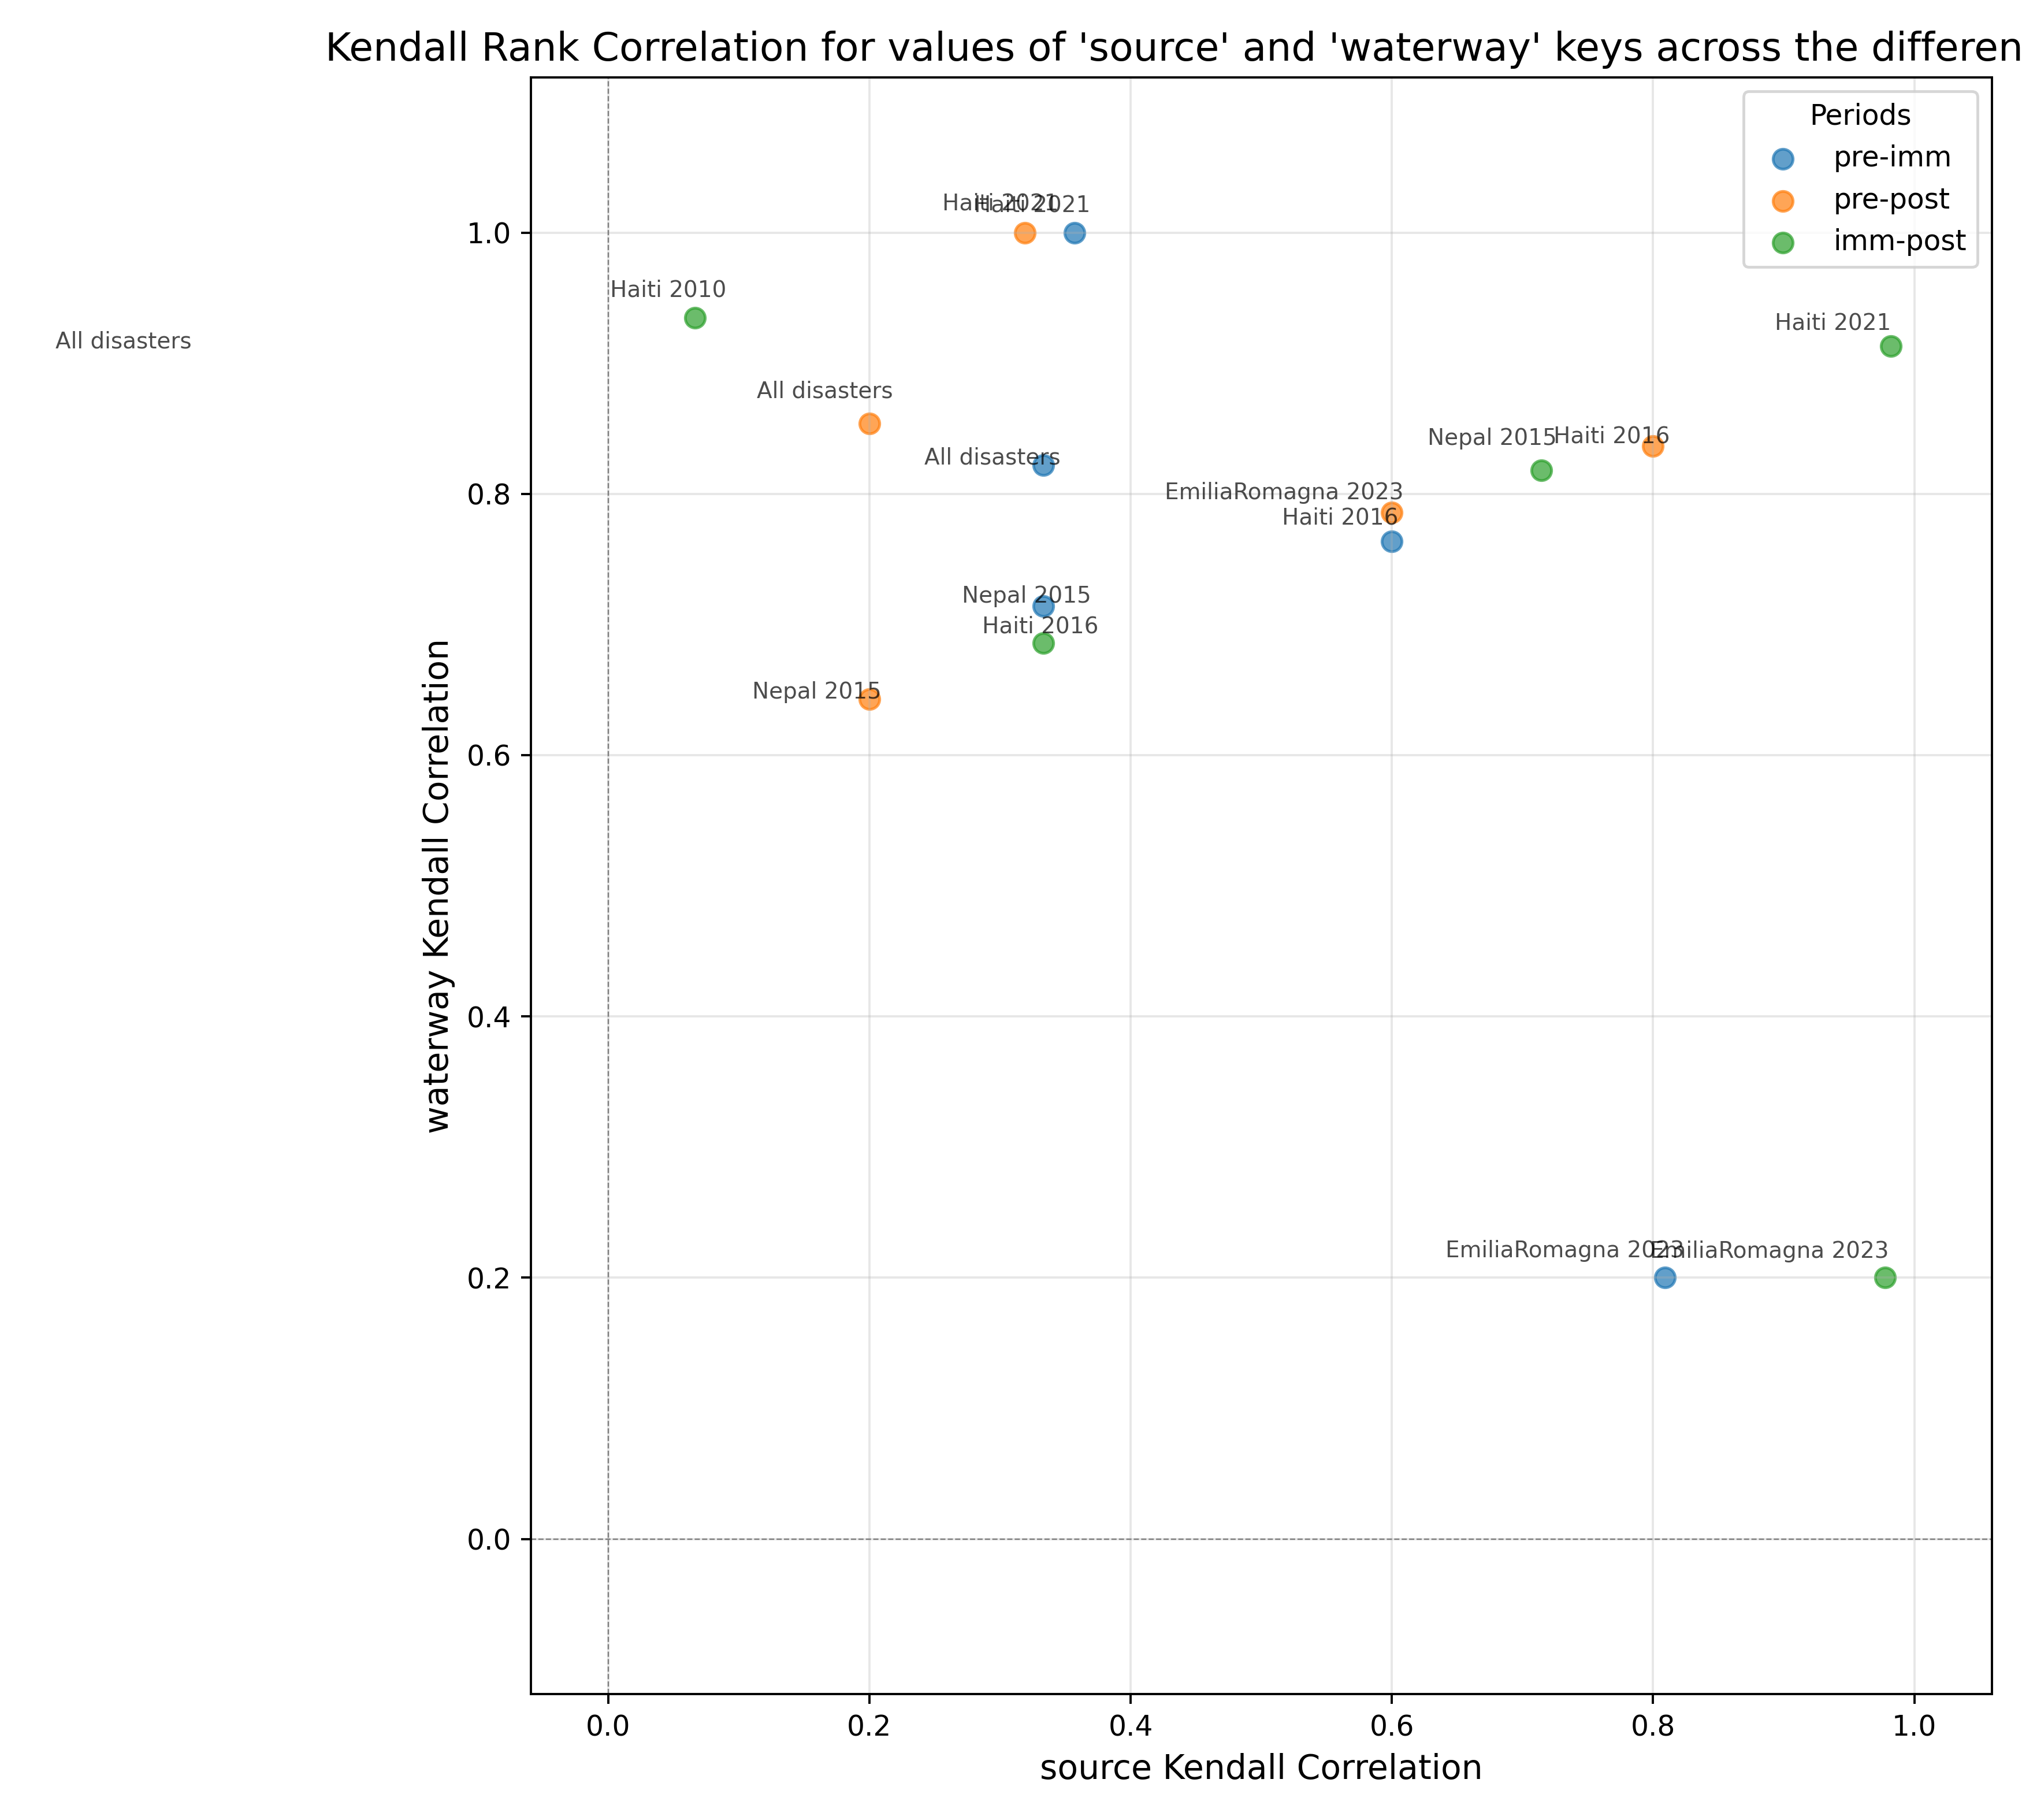 Kendall Rank Correlation for values of 'source' and 'waterway' keys across the differen
Periods
pre-imm
pre-post
imm-post
Haiti 2021
Haiti 2021
Haiti 2010
Haiti 2021
All disasters
All disasters
All disasters
Nepal 2015
Haiti 2016
EmiliaRomagna 2023
Haiti 2016
Nepal 2015
Haiti 2016
Nepal 2015
EmiliaRomagna 2023
EmiliaRomagna 2023
waterway Kendall Correlation
1.0
0.8
0.6
0.4
0.2
0.0
0.0
0.2
0.4
0.6
0.8
1.0
source Kendall Correlation